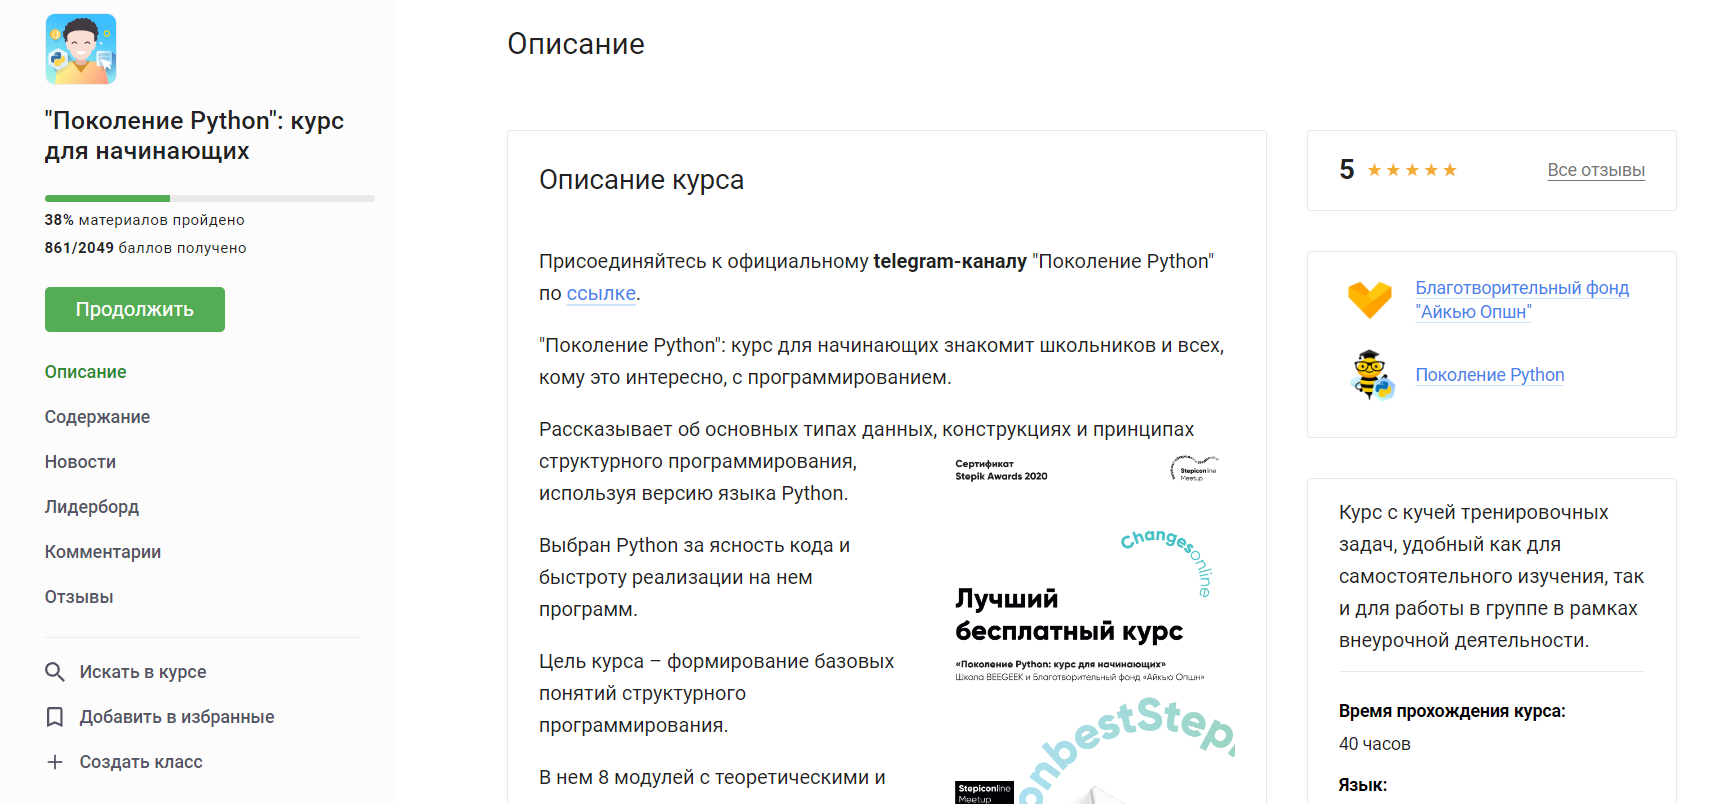 "Поколение Python": курс
для начинающих
38% материалов пройдено
861/2049 баллов получено
Продолжить
Описание
Содержание
Новости
Лидерборд
Комментарии
Отзывы
Искать в курсе
Добавить в избранные
Создать класс
Описание
Описание курса
Присоединяйтесь к официальному telegram-каналу "Поколение Python"
по ссылке.
"Поколение Python": курс для начинающих знакомит школьников и всех,
кому это интересно, с программированием.
Рассказывает об основных типах данных, конструкциях и принципах
структурного программирования,
используя версию языка Python.
Выбран Python за ясность кода и
быстроту реализации на нем
программ.
Цель курса – формирование базовых
понятий структурного
программирования.
В нем 8 модулей с теоретическими и
Сертификат
Stepik Awards 2020
Stepiconline
Meetup
Changesonline
Лучший
бесплатный курс
«Поколение Python: курс для начинающих»
Школа BEEGEEK и Благотворительный фонд «Айкью Опшн»
onbestStep
Stepiconline
Meetup
5
Все отзывы
Благотворительный фонд
"Айкью Опшн"
Поколение Python
Курс с кучей тренировочных
задач, удобный как для
самостоятельного изучения, так
и для работы в группе в рамках
внеурочной деятельности.
Время прохождения курса:
40 часов
Язык: